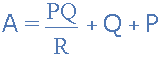 A = PQ/R + Q + P